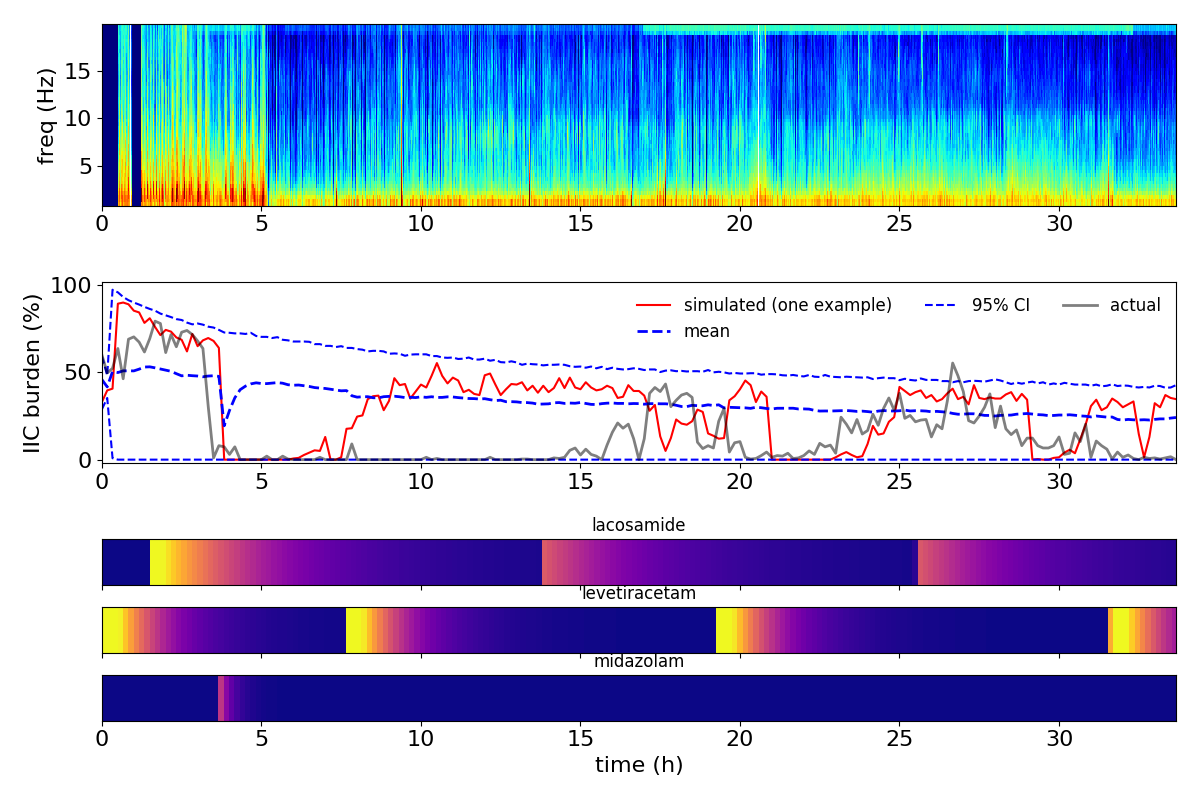 15
10
5
freq (Hz)
0 5 10 15 20 25 30
100
50
0
IIC burden (%)
simulated (one example) 95% CI actual
mean
0 5 10 15 20 25 30
lacosamide
levetiracetam
midazolam
0 5 10 15 20 25 30
time (h)